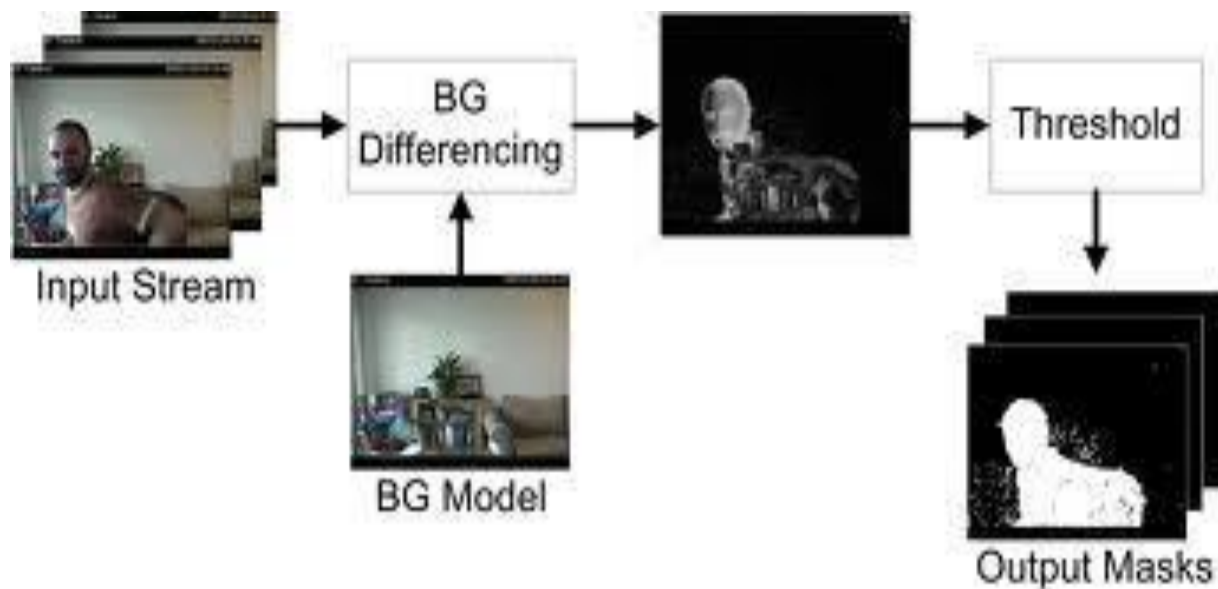 BG
Differencing
Threshold
Input Stream
BG Model
Output Masks